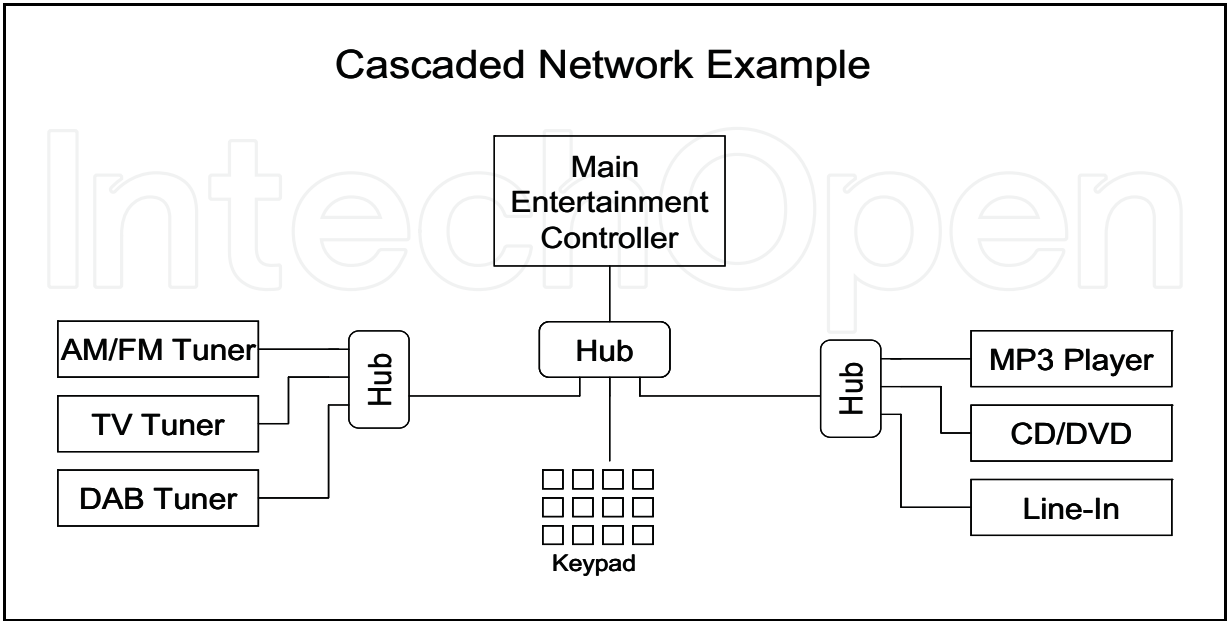 Cascaded Network Example
IntechOpen
Main
Entertainment
Controller
Hub
AM/FM Tuner
TV Tuner
DAB Tuner
Hub
Hub
MP3 Player
CD/DVD
Line-In
Keypad